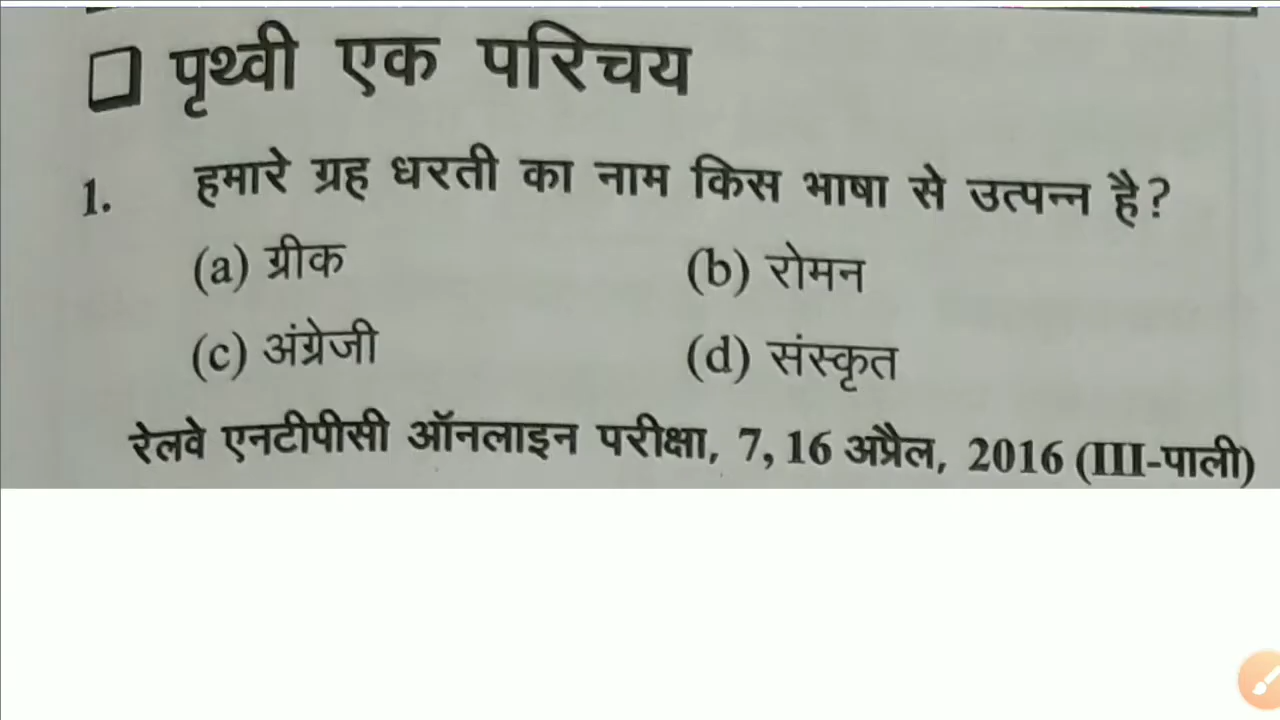 पृथ्वी एक परिचय
1. हमारे ग्रह धरती का नाम किस भाषा से उत्पन्न है?
(a) ग्रीक (b) रोमन
(c) अंग्रेजी (d) संस्कृत
रेलवे एनटीपीसी ऑनलाइन परीक्षा, 7, 16 अप्रैल, 2016 (III-पाली)